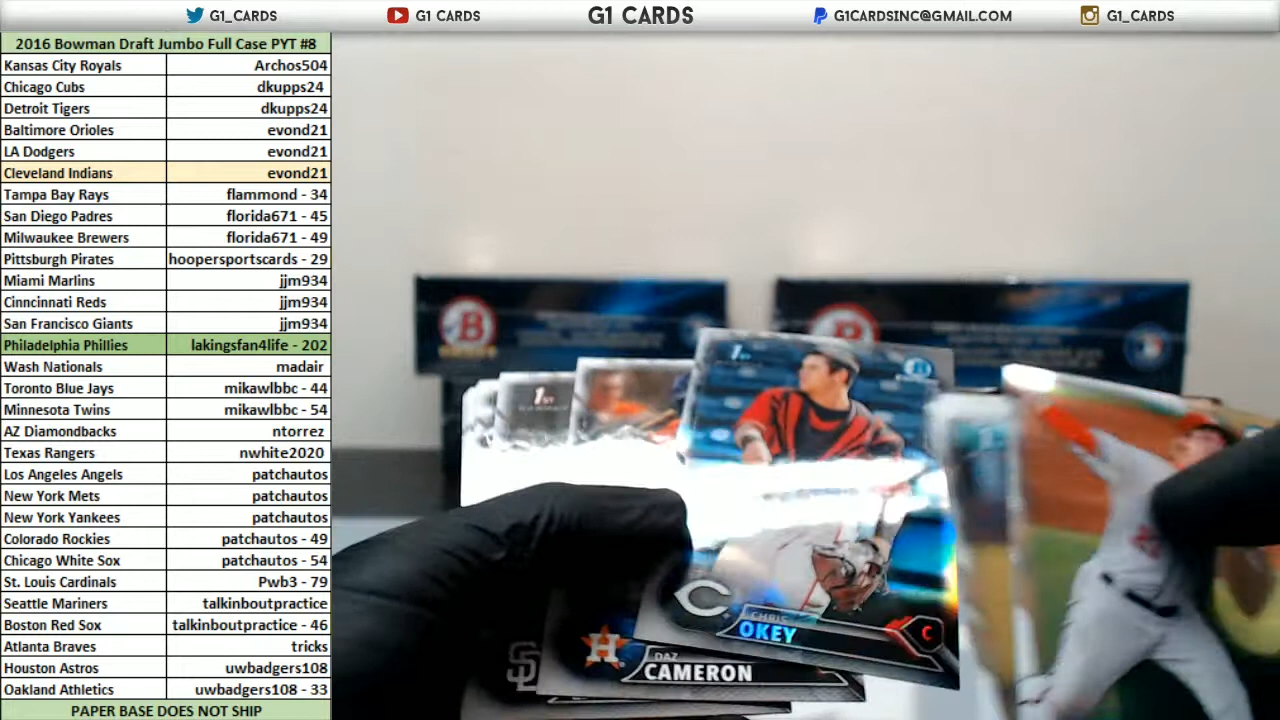 G1_CARDS
G1 CARDS
G1 CARDS
G1CARDSINC@GMAIL.COM
G1_CARDS
2016 Bowman Draft Jumbo Full Case PYT #8
Kansas City Royals Archos504
Chicago Cubs dkupps24
Detroit Tigers dkupps24
Baltimore Orioles evond21
LA Dodgers evond21
Cleveland Indians evond21
Tampa Bay Rays flammond - 34
San Diego Padres florida671 - 45
Milwaukee Brewers florida671 - 49
Pittsburgh Pirates hoopersportscards - 29
Miami Marlins jjm934
Cinncinnati Reds jjm934
San Francisco Giants jjm934
Philadelphia Phillies lakingsfan4life - 202
Wash Nationals madair
Toronto Blue Jays mikawlbbc - 44
Minnesota Twins mikawlbbc - 54
AZ Diamondbacks ntorrez
Texas Rangers nwhite2020
Los Angeles Angels patchautos
New York Mets patchautos
New York Yankees patchautos
Colorado Rockies patchautos - 49
Chicago White Sox patchautos - 54
St. Louis Cardinals Pwb3 - 79
Seattle Mariners talkinboutpractice
Boston Red Sox talkinboutpractice - 46
Atlanta Braves tricks
Houston Astros uwbadgers108
Oakland Athletics uwbadgers108 - 33
PAPER BASE DOES NOT SHIP
B
1st
1st
B
C
CHRIS
OKEY
C
H
DAZ
CAMERON
SD